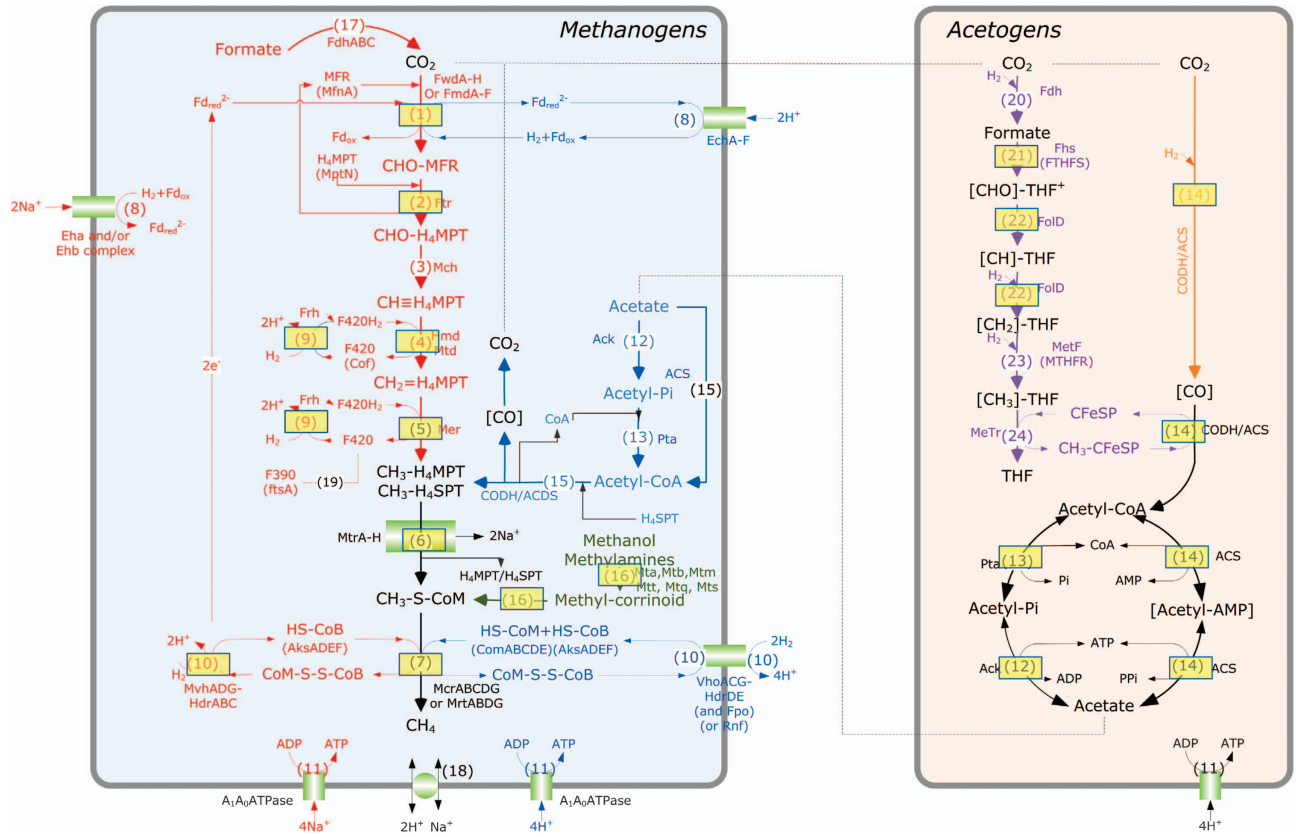 Methanogens
Formate
(17)
FdhABC
CO₂
MFR
(MfnA)
FwdA-H
Or FmdA-F
Fd_red²⁻
(1)
Fd_red²⁻
Fd_ox
H₂+Fd_ox
(8)
2H⁺
EchA-F
CHO-MFR
H₄MPT
(MptN)
(2)
Ftr
CHO-H₄MPT
2Na⁺
H₂+Fd_ox
(8)
Fd_red²⁻
Eha and/or
Ehb complex
(3)
Mch
CH≡H₄MPT
Frh
2H⁺
F420H₂
(9)
(4)
Hmd
Mtd
H₂
F420
(Cof)
2e⁻
CH₂=H₄MPT
Frh
2H⁺
F420H₂
(9)
(5)
Mer
H₂
F420
F390
(ftsA)
(19)
CH₃-H₄MPT
CH₃-H₄SPT
CO₂
[CO]
Acetate
Ack
(12)
ACS
(15)
Acetyl-Pi
CoA
(13)
Pta
(15)
Acetyl-CoA
CODH/ACDS
H₄SPT
MtrA-H
(6)
2Na⁺
H₄MPT/H₄SPT
Methanol
Methylamines
(16)
Mta,Mtb,Mtm
Mtt, Mtq, Mts
CH₃-S-CoM
(16)
Methyl-corrinoid
2H⁺
HS-CoB
(AksADEF)
HS-CoM+HS-CoB
(ComABCDE)(AksADEF)
2H₂
(10)
(7)
(10)
(10)
H₂
CoM-S-S-CoB
CoM-S-S-CoB
4H⁺
MvhADG-
HdrABC
McrABCDG
or MrtABDG
VhoACG-
HdrDE
(and Fpo)
(or Rnf)
CH₄
ADP
ATP
(11)
A₁A₀ATPase
4Na⁺
(18)
2H⁺
Na⁺
ADP
ATP
(11)
A₁A₀ATPase
4H⁺
Acetogens
CO₂
CO₂
H₂
Fdh
(20)
Formate
(21)
Fhs
(FTHFS)
H₂
(14)
[CHO]-THF⁺
(22)
FolD
CODH/ACS
[CH]-THF
H₂
(22)
FolD
[CH₂]-THF
H₂
(23)
MetF
(MTHFR)
[CO]
[CH₃]-THF
CFeSP
MeTr
(24)
(14)
CODH/ACS
CH₃-CFeSP
THF
Acetyl-CoA
Pta
(13)
CoA
(14)
ACS
Pi
AMP
Acetyl-Pi
[Acetyl-AMP]
ATP
Ack
(12)
(14)
ACS
ADP
PPi
Acetate
ADP
ATP
(11)
4H⁺